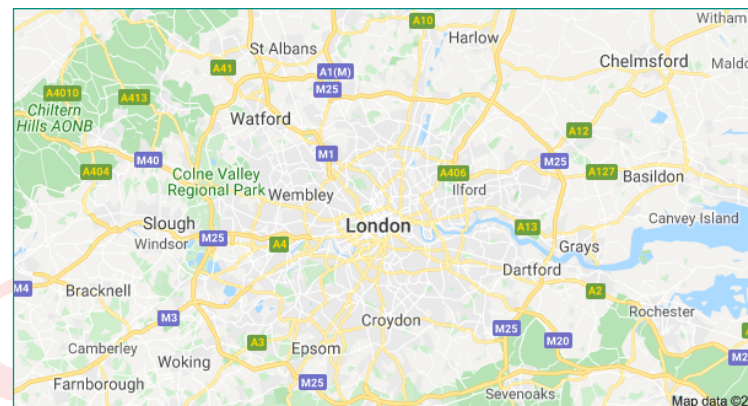 A10
Witham
Harlow
St Albans
Chelmsford
A41
A1(M)
Maldo
M25
A4010
A413
Chiltern
Hills AONB
Watford
A12
M1
M40
M25
A404
Colne Valley
Regional Park
A406
A127
Basildon
Ilford
Wembley
Slough
London
Canvey Island
A13
Windsor
M25
A4
Grays
Dartford
M4
Bracknell
A2
Rochester
M3
Croydon
M25
A3
M20
Camberley
Epsom
Woking
M2
Farnborough
M25
Sevenoaks
Map data ©2